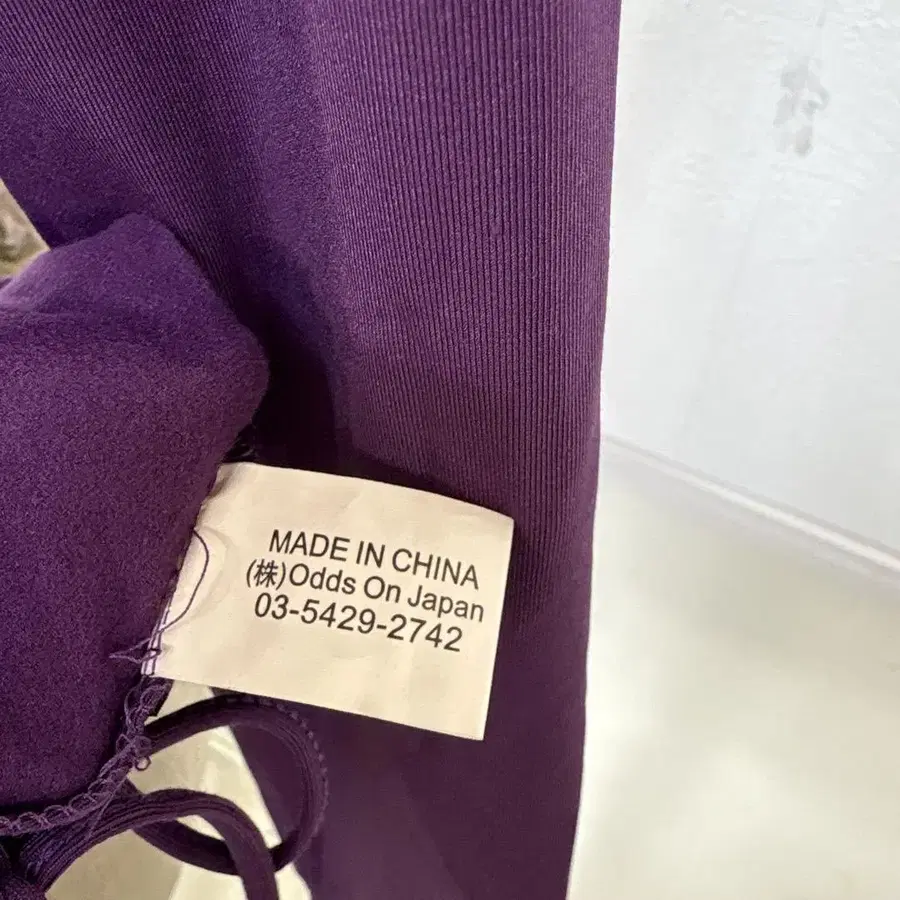 MADE IN CHINA
(株)Odds On Japan
03-5429-2742